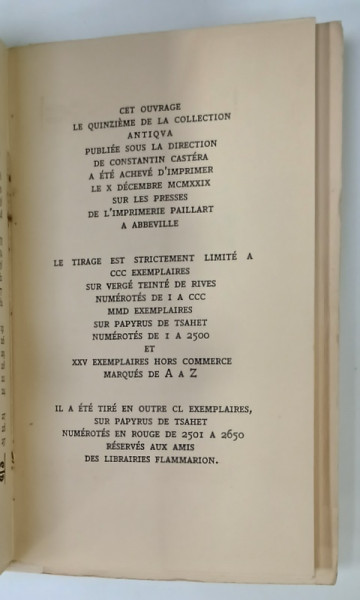 CET OUVRAGE
LE QUINZIÈME DE LA COLLECTION
ANTIQVA
PUBLIÉE SOUS LA DIRECTION
DE CONSTANTIN CASTÉRA
A ÉTÉ ACHEVÉ D'IMPRIMER
LE X DÉCEMBRE MCMXXIX
SUR LES PRESSES
DE L'IMPRIMERIE PAILLART
A ABBEVILLE
LE TIRAGE EST STRICTEMENT LIMITÉ A
CCC EXEMPLAIRES
SUR VERGÉ TEINTÉ DE RIVES
NUMÉROTÉS DE I A CCC
MMD EXEMPLAIRES
SUR PAPYRUS DE TSAHET
NUMÉROTÉS DE 1 A 2500
ET
XXV EXEMPLAIRES HORS COMMERCE
MARQUÉS DE A A Z
IL A ÉTÉ TIRÉ EN OUTRE CL EXEMPLAIRES,
SUR PAPYRUS DE TSAHET
NUMÉROTÉS EN ROUGE DE 2501 A 2650
RÉSERVÉS AUX AMIS
DES LIBRAIRIES FLAMMARION.